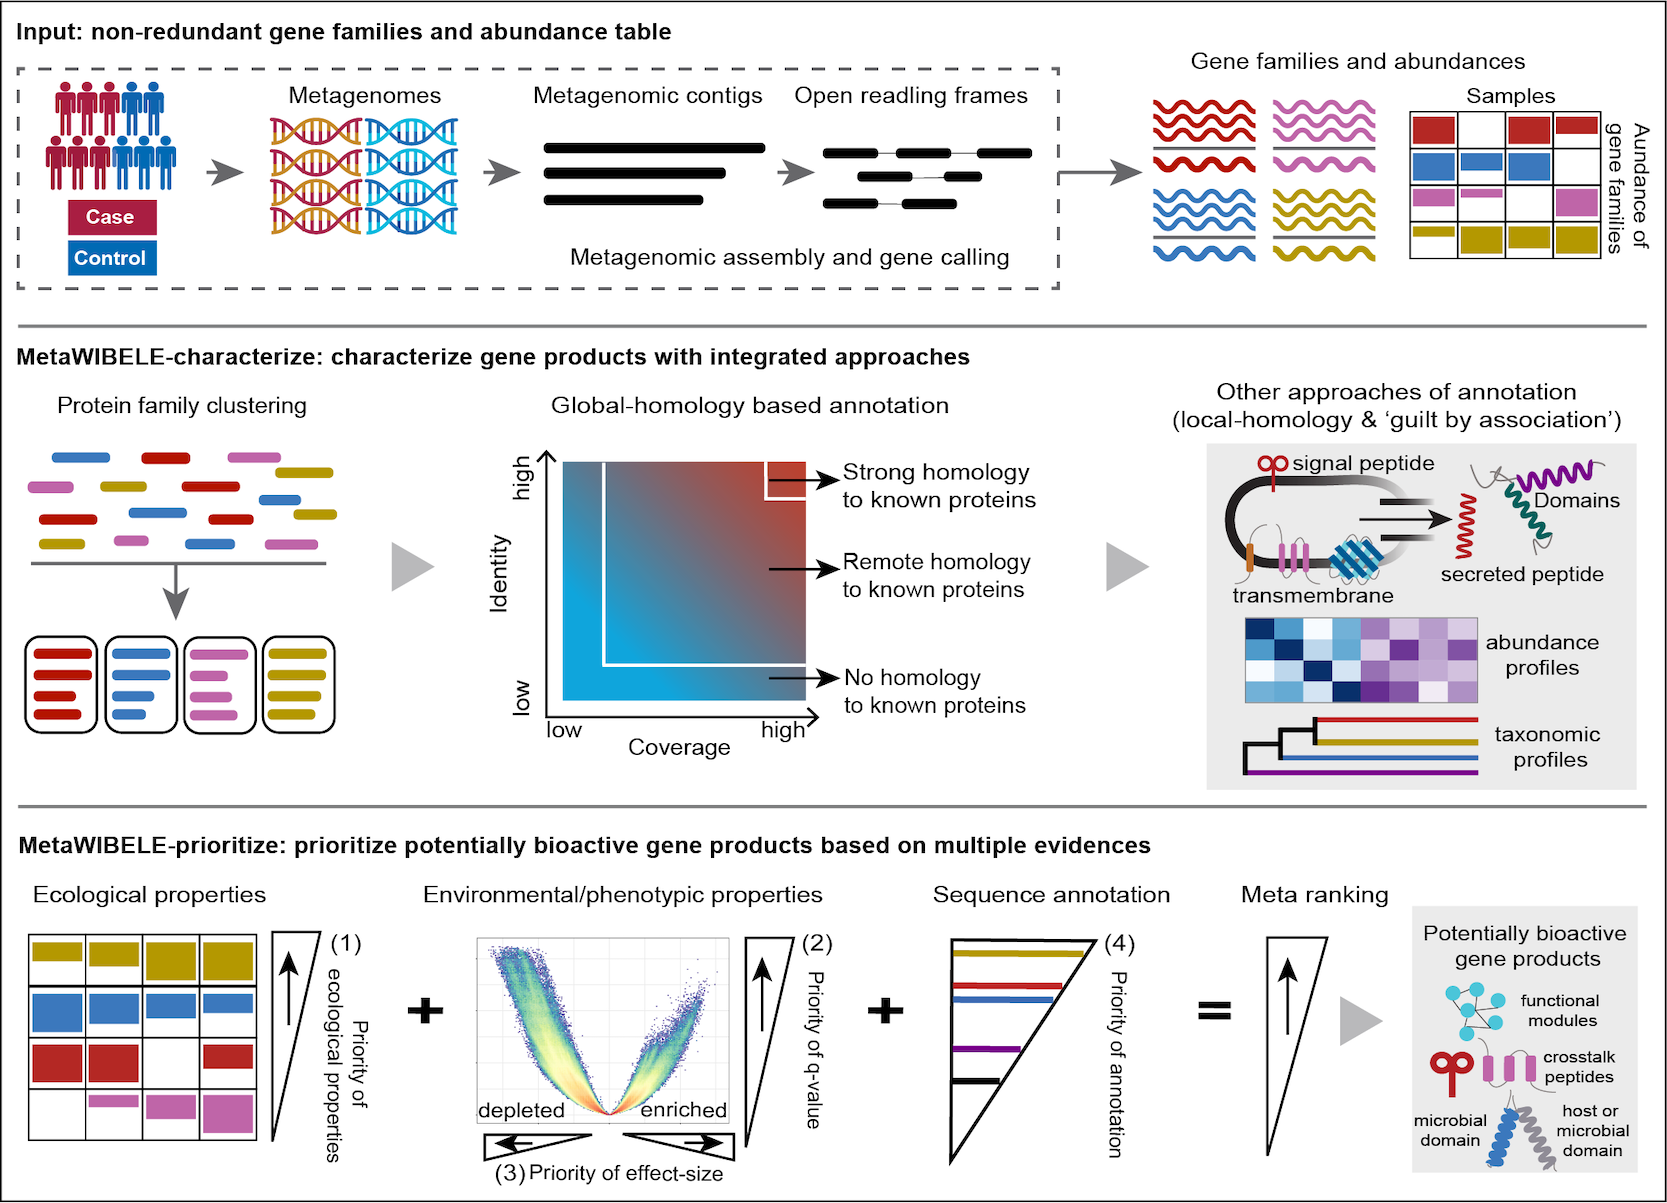 Input: non-redundant gene families and abundance table
Case
Control
Metagenomes
Metagenomic contigs
Open readling frames
Metagenomic assembly and gene calling
Gene families and abundances
Samples
Aundance of
gene families
MetaWIBELE-characterize: characterize gene products with integrated approaches
Protein family clustering
Global-homology based annotation
Identity
high
low
low
high
Coverage
Strong homology
to known proteins
Remote homology
to known proteins
No homology
to known proteins
Other approaches of annotation
(local-homology & ‘guilt by association’)
signal peptide
Domains
secreted peptide
transmembrane
abundance
profiles
taxonomic
profiles
MetaWIBELE-prioritize: prioritize potentially bioactive gene products based on multiple evidences
Ecological properties
(1)
Priority of
ecological properties
+
Environmental/phenotypic properties
depleted
enriched
(2)
Priority of q-value
(3) Priority of effect-size
+
Sequence annotation
(4)
Priority of annotation
=
Meta ranking
Potentially bioactive
gene products
functional
modules
crosstalk
peptides
microbial
domain
host or
microbial
domain